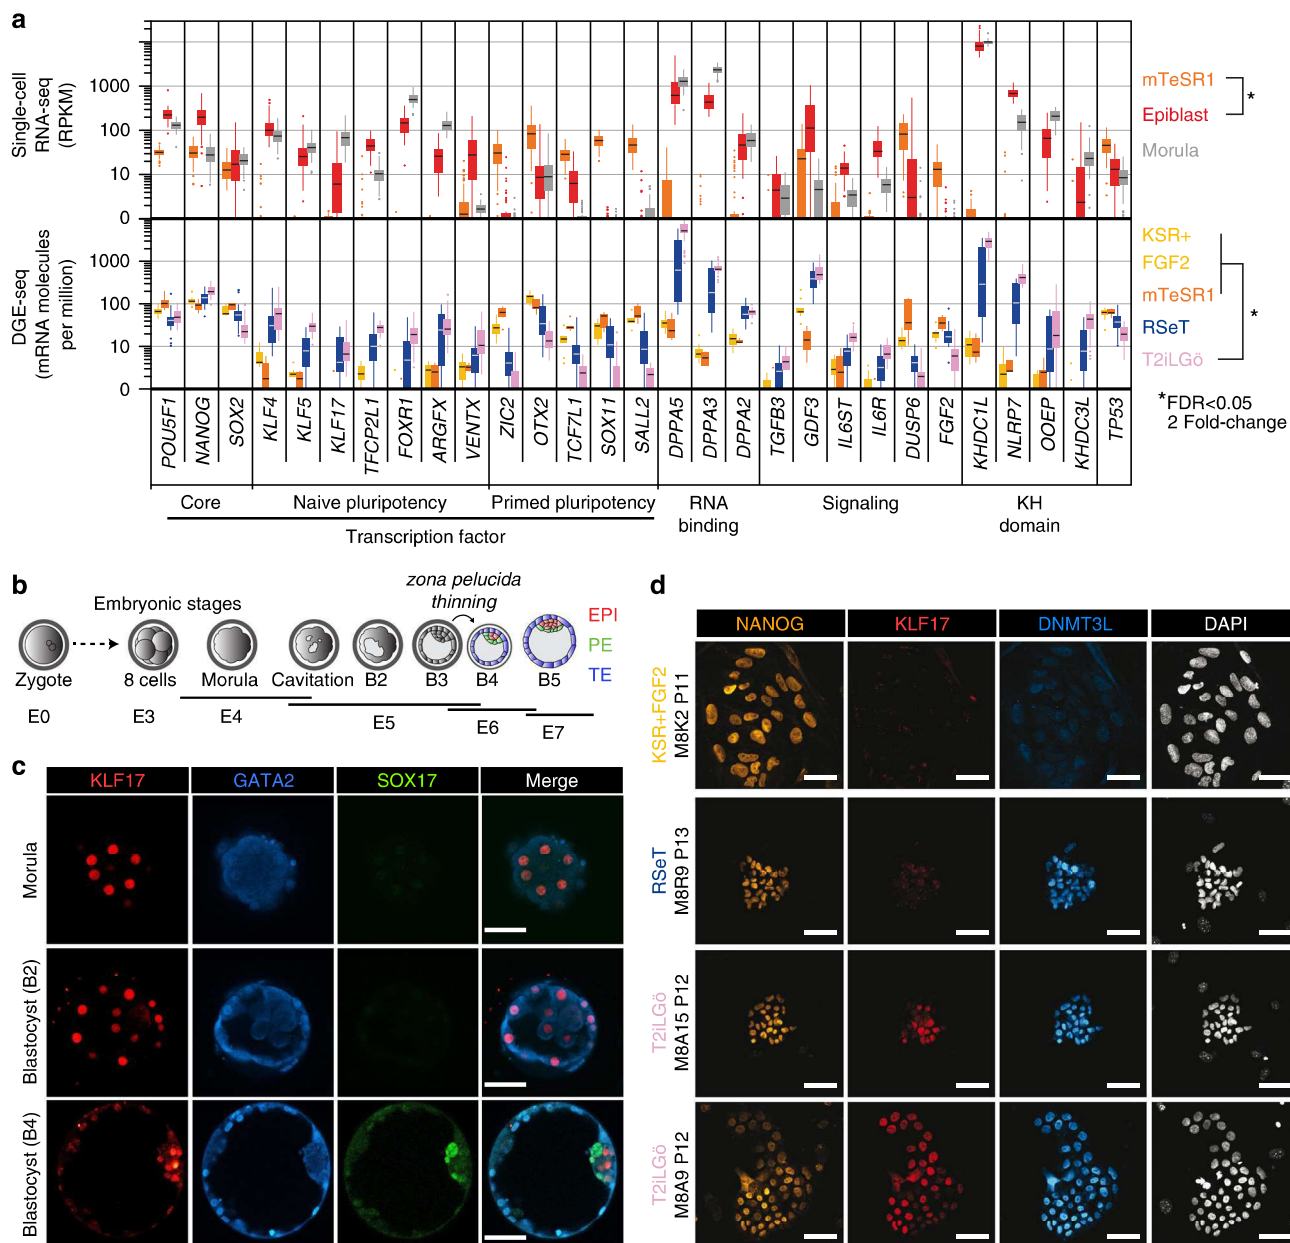 a
Single-cell
RNA-seq
(RPKM)
1000
100
10
0
mTeSR1
Epiblast
*
Morula
DGE-seq
(mRNA molecules
per million)
1000
100
10
0
KSR+
FGF2
mTeSR1
RSeT
T2iLGö
*
*FDR<0.05
2 Fold-change
POU5F1
NANOG
SOX2
KLF4
KLF5
KLF17
TFCP2L1
FOXR1
ARGFX
VENTX
ZIC2
OTX2
TCF7L1
SOX11
SALL2
DPPA5
DPPA3
DPPA2
TGFB3
GDF3
IL6ST
IL6R
DUSP6
FGF2
KHDC1L
NLRP7
OOEP
KHDC3L
TP53
Core
Naive pluripotency
Primed pluripotency
RNA
binding
Signaling
KH
domain
Transcription factor
b
Embryonic stages
zona pelucida
thinning
EPI
PE
TE
Zygote
8 cells
Morula
Cavitation
B2
B3
B4
B5
E0
E3
E4
E5
E6
E7
c
KLF17
GATA2
SOX17
Merge
Morula
Blastocyst (B2)
Blastocyst (B4)
d
NANOG
KLF17
DNMT3L
DAPI
KSR+FGF2
M8K2 P11
RSeT
M8R9 P13
T2iLGö
M8A15 P12
T2iLGö
M8A9 P12